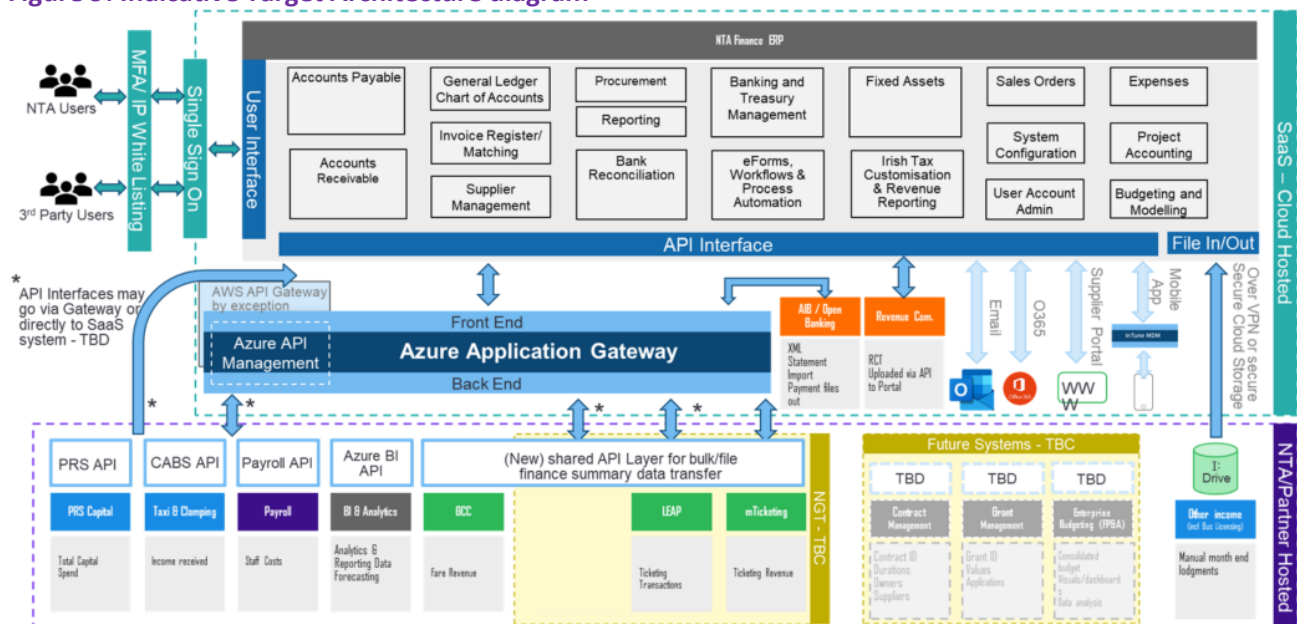 Figure 3: Indicative Target Architecture diagram
NTA Finance ERP
NTA Users
3rd Party Users
MFA/ IP White Listing
Single Sign On
User Interface
Accounts Payable
General Ledger
Chart of Accounts
Procurement
Banking and
Treasury
Management
Fixed Assets
Sales Orders
Expenses
Reporting
Invoice Register/
Matching
System
Configuration
Project
Accounting
Accounts
Receivable
Bank
Reconciliation
eForms,
Workflows &
Process
Automation
Irish Tax
Customisation
& Revenue
Reporting
Supplier
Management
User Account
Admin
Budgeting and
Modelling
API Interface
File In/Out
SaaS – Cloud Hosted
*
API Interfaces may
go via Gateway or
directly to SaaS
system - TBD
AWS API Gateway
by exception
Front End
Azure API
Management
Azure Application Gateway
Back End
AIB / Open
Banking
XML
Statement
Import
Payment files
out
Revenue Com.
RCT
Uploaded via API
to Portal
Email
O365
Supplier Portal
Mobile
App
InTune MDM
Office 365
WW
W
Over VPN or secure
Secure Cloud Storage
*
*
*
*
PRS API
CABS API
Payroll API
Azure BI
API
(New) shared API Layer for bulk/file
finance summary data transfer
PRS Capital
Taxi & Clamping
Payroll
BI & Analytics
GCC
LEAP
mTicketing
Total Capital
Spend
Income received
Staff Costs
Analytics &
Reporting Data
Forecasting
Fare Revenue
Ticketing
Transactions
Ticketing Revenue
NGT - TBC
Future Systems - TBC
TBD
TBD
TBD
Contract
Management
Grant
Management
Enterprise
Budgeting (FP&A)
Contract ID
Durations
Owners
Suppliers
Grant ID
Values
Applications
Consolidated
budget
Visuals/dashboard
s
Data analysis
I:
Drive
Other income
(incl Bus Licensing)
Manual month end
lodgments
NTA/Partner Hosted